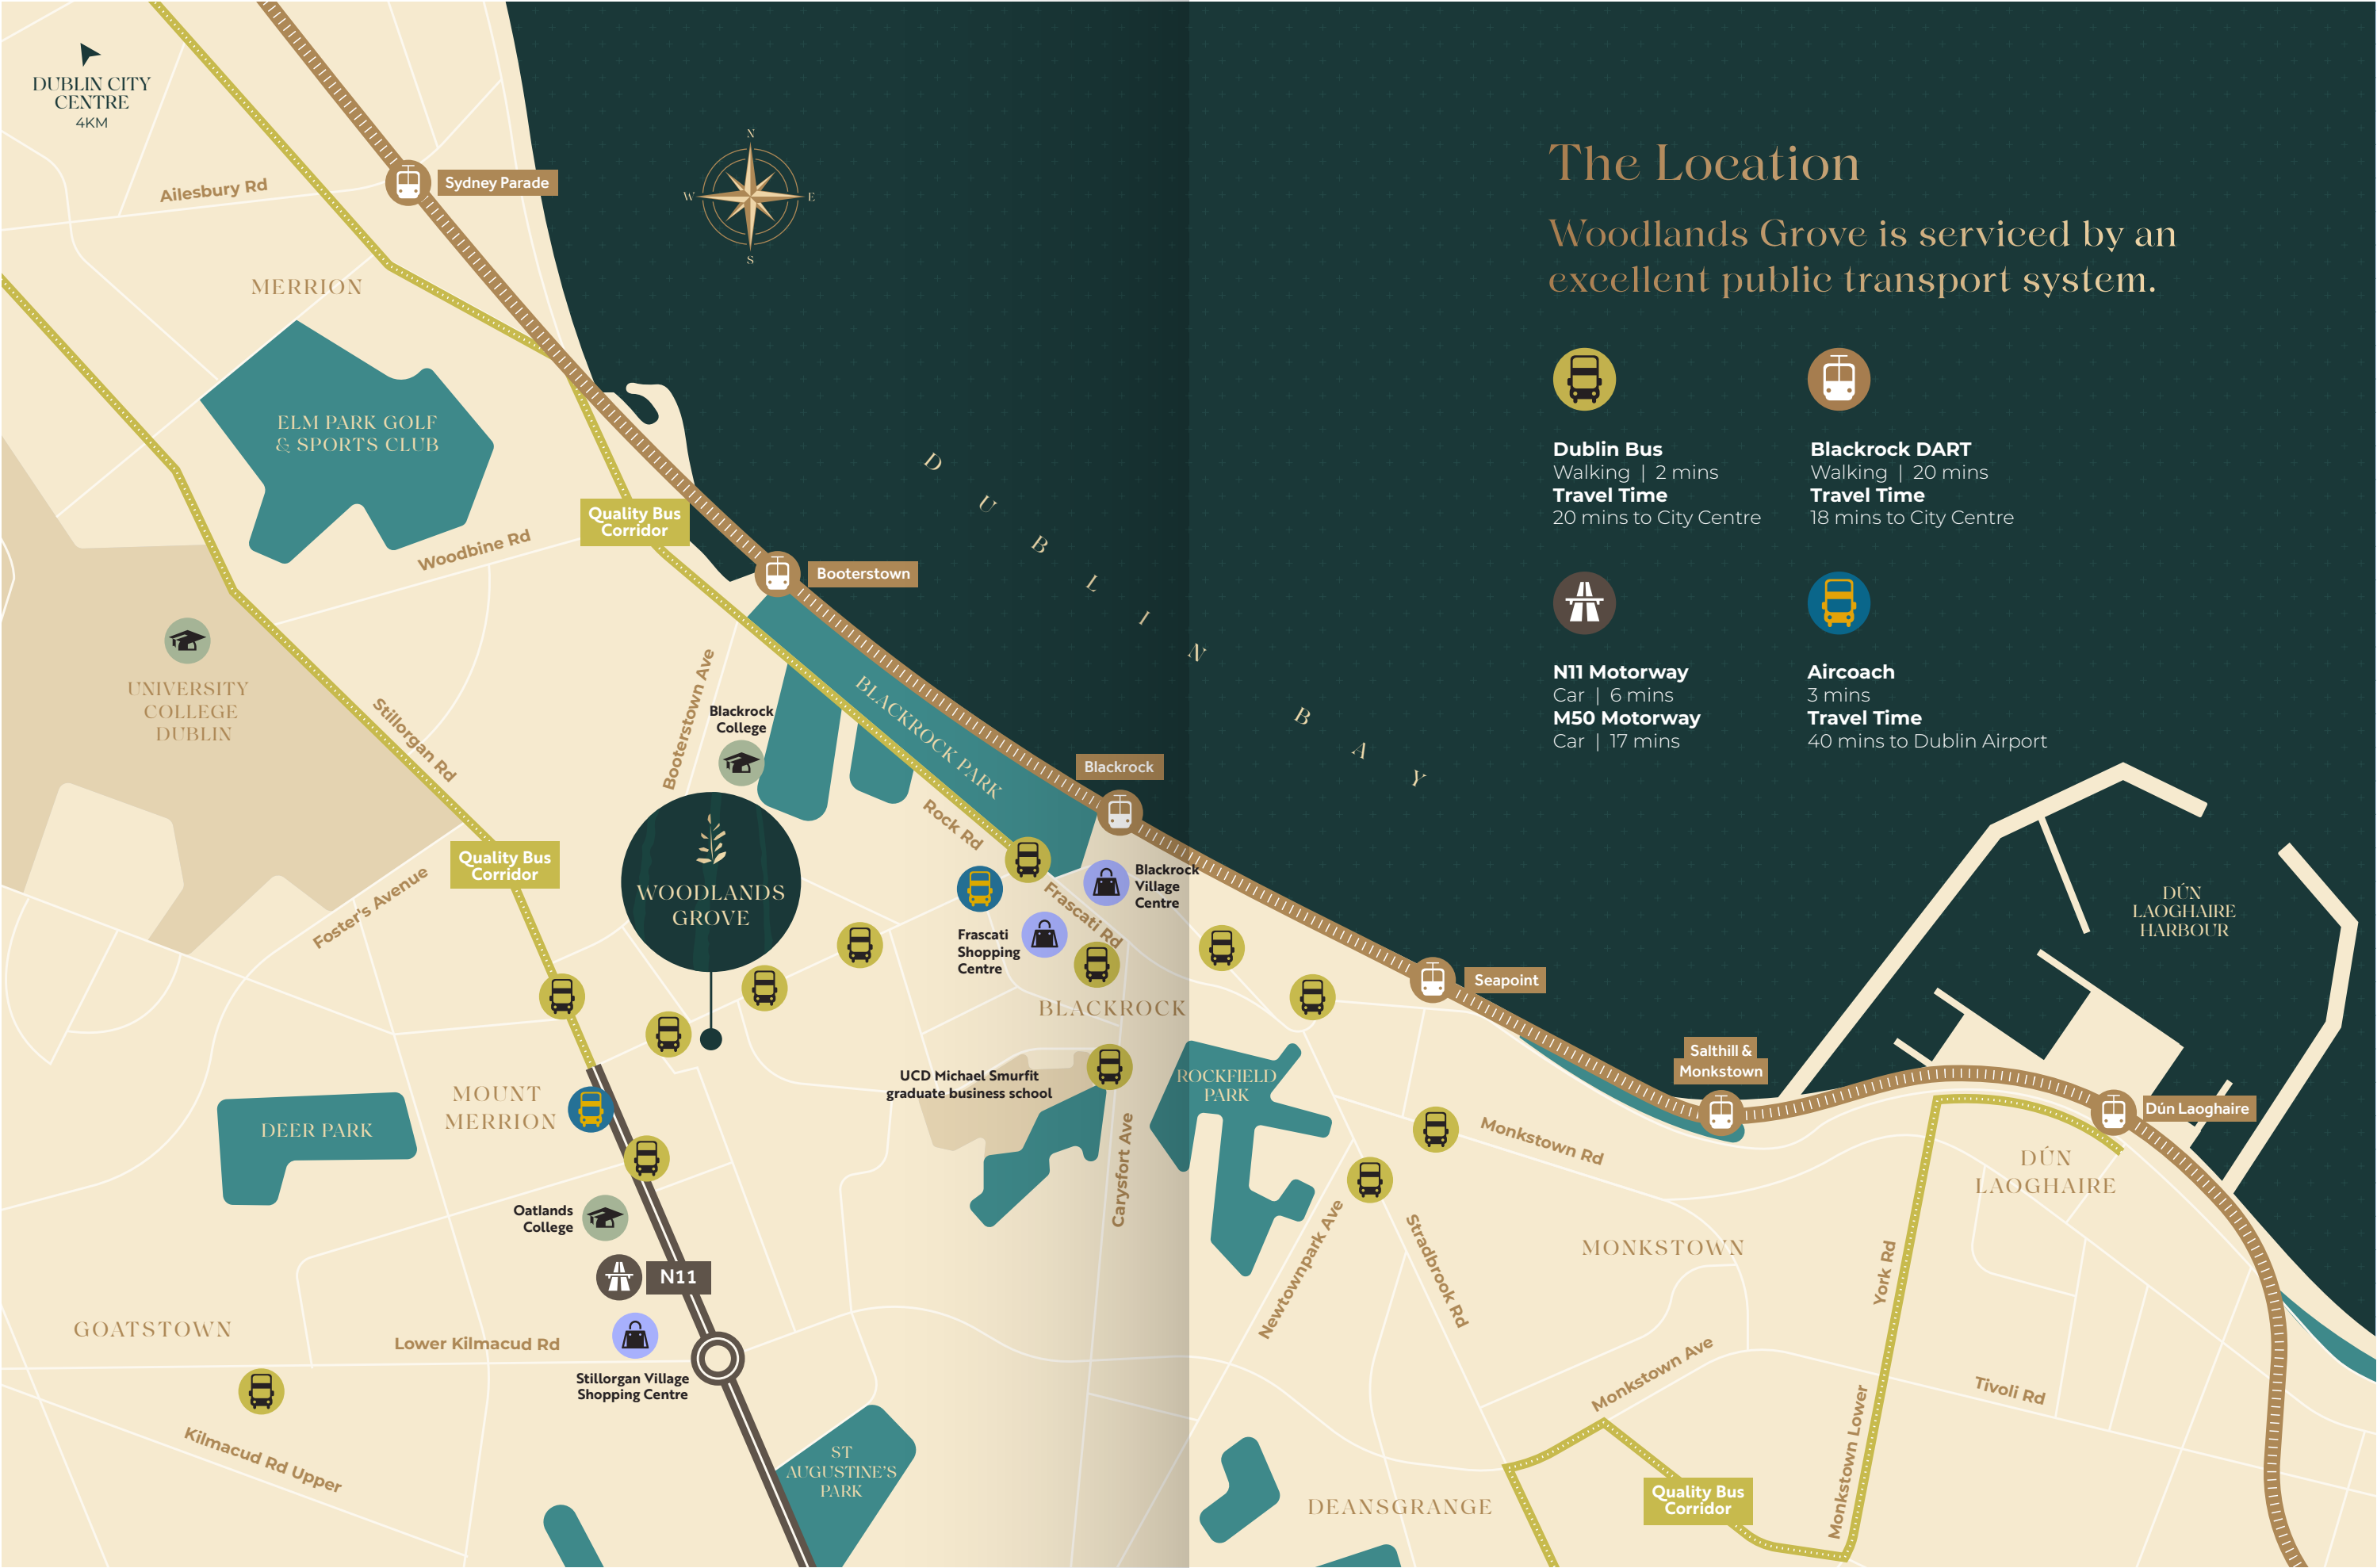 DUBLIN CITY
CENTRE
4KM
N
W
E
S
The Location
Woodlands Grove is serviced by an
excellent public transport system.
Dublin Bus
Walking | 2 mins
Travel Time
20 mins to City Centre
Blackrock DART
Walking | 20 mins
Travel Time
18 mins to City Centre
N11 Motorway
Car | 6 mins
M50 Motorway
Car | 17 mins
Aircoach
3 mins
Travel Time
40 mins to Dublin Airport
Ailesbury Rd
Sydney Parade
MERRION
ELM PARK GOLF
& SPORTS CLUB
Quality Bus
Corridor
Woodbine Rd
Booterstown
DUBLIN BAY
UNIVERSITY
COLLEGE
DUBLIN
Stillorgan Rd
Booterstown Ave
Blackrock
College
BLACKROCK PARK
Rock Rd
Blackrock
Quality Bus
Corridor
Foster's Avenue
WOODLANDS
GROVE
Frascati
Shopping
Centre
Frascati Rd
Blackrock
Village
Centre
BLACKROCK
Seapoint
DÚN
LAOGHAIRE
HARBOUR
Salthill &
Monkstown
Dún Laoghaire
UCD Michael Smurfit
graduate business school
ROCKFIELD
PARK
MOUNT
MERRION
DEER PARK
Carysfort Ave
Monkstown Rd
DÚN
LAOGHAIRE
Oatlands
College
N11
Newtownpark Ave
Stradbrook Rd
MONKSTOWN
York Rd
GOATSTOWN
Lower Kilmacud Rd
Stillorgan Village
Shopping Centre
Monkstown Ave
Tivoli Rd
Kilmacud Rd Upper
ST
AUGUSTINE'S
PARK
DEANSGRANGE
Quality Bus
Corridor
Monkstown Lower